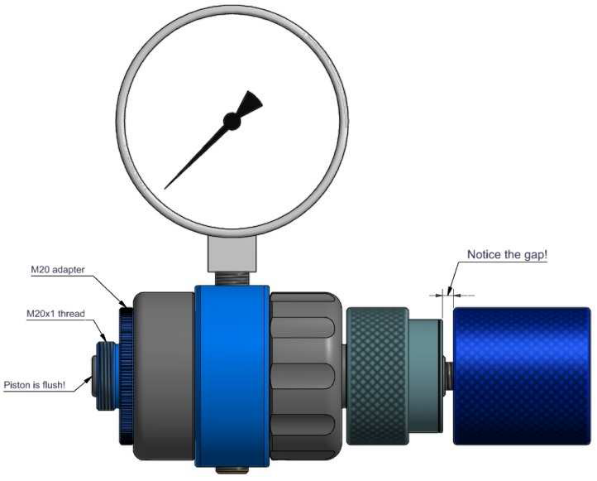 Notice the gap!
M20 adapter
M20x1 thread
Piston is flush!